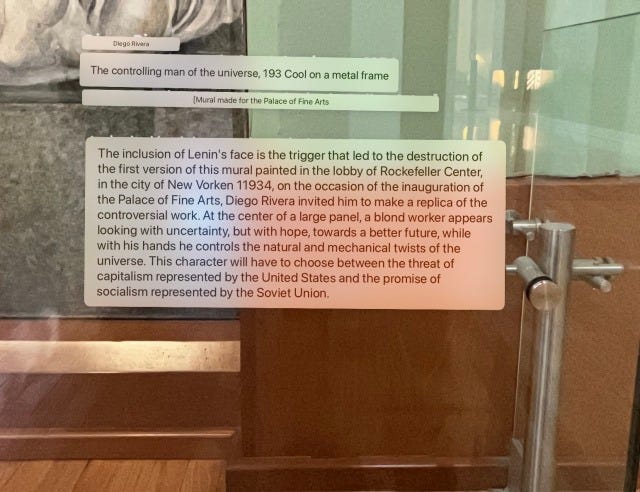 Diego Rivera
The controlling man of the universe, 193 Cool on a metal frame
[Mural made for the Palace of Fine Arts
The inclusion of Lenin's face is the trigger that led to the destruction of
the first version of this mural painted in the lobby of Rockefeller Center,
in the city of New Vorken 11934, on the occasion of the inauguration of
the Palace of Fine Arts, Diego Rivera invited him to make a replica of the
controversial work. At the center of a large panel, a blond worker appears
looking with uncertainty, but with hope, towards a better future, while
with his hands he controls the natural and mechanical twists of the
universe. This character will have to choose between the threat of
capitalism represented by the United States and the promise of
socialism represented by the Soviet Union.